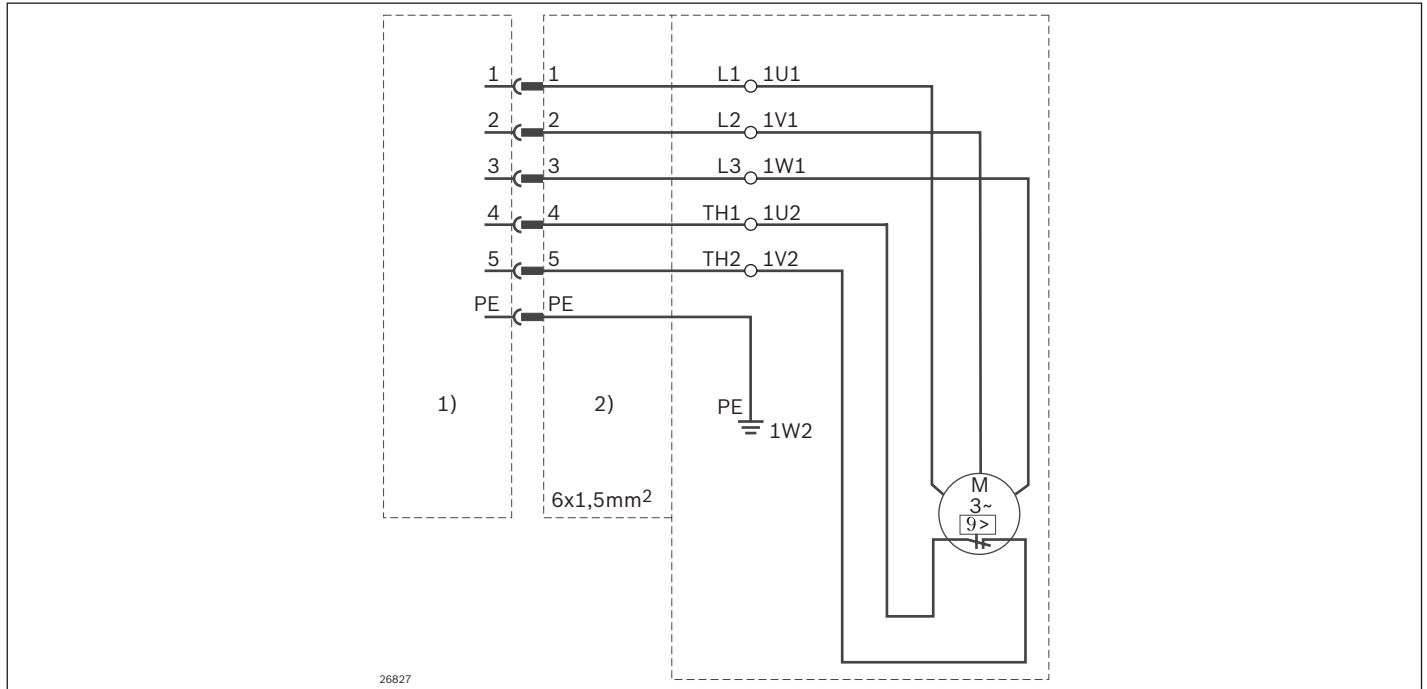 1 1 L1 1U1
2 2 L2 1V1
3 3 L3 1W1
4 4 TH1 1U2
5 5 TH2 1V2
PE PE
1) 2) PE
1W2
6x1,5mm²
M
3~
9>
26827